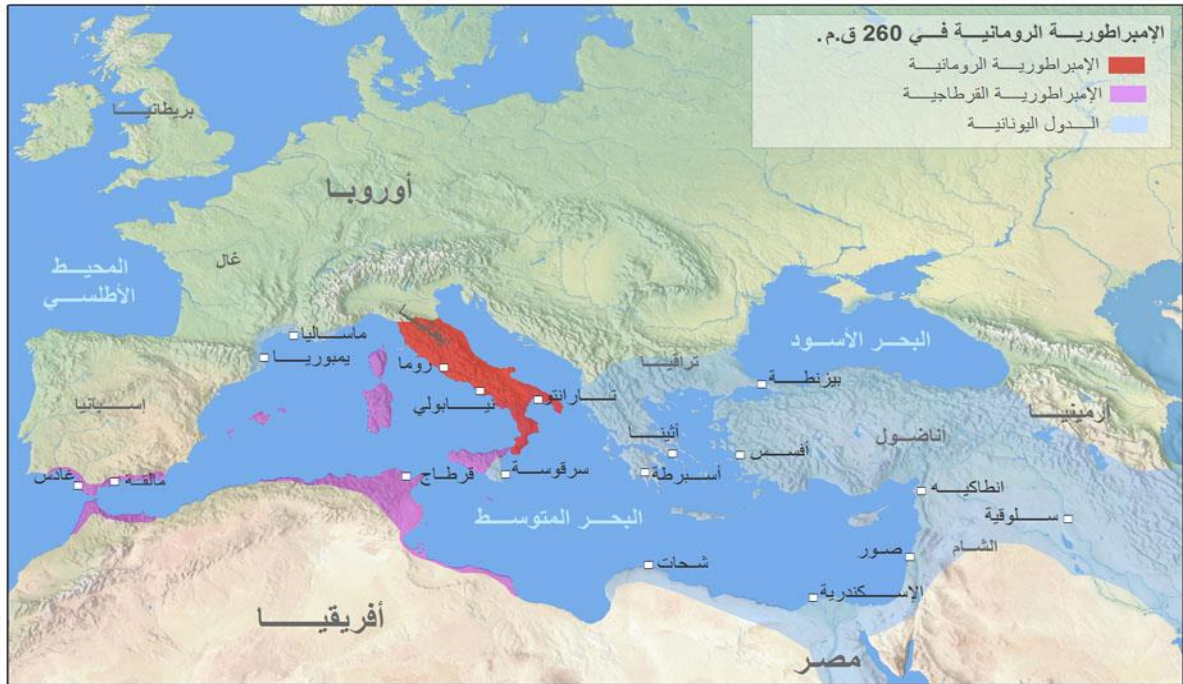 الإمبراطورية الرومانية في 260 ق.م.
الإمبراطورية الرومانية
الإمبراطورية القرطاجية
الدول اليونانية
بريطانيا
أوروبا
غال
المحيط
الأطلسي
ماساليا
يمبوريا
إسبانيا
غادس
مالقة
روما
نيابولي
تارانتو
تراقيا
بيزنطة
البحر الأسود
أرمينيا
أناضول
أثينا
أسبرطة
أفسس
سرقوسة
قرطاج
البحر المتوسط
انطاكيه
سلوقية
الشام
صور
شحات
الإسكندرية
أفريقيا
مصر